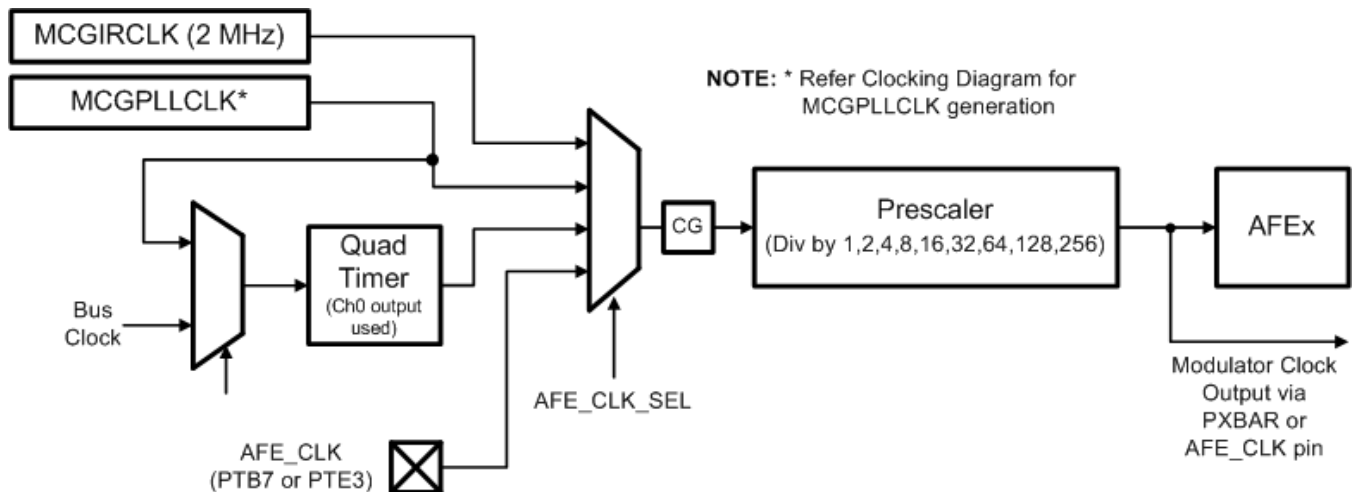 MCGIRCLK (2 MHz)
MCGPLLCLK*
NOTE: * Refer Clocking Diagram for
MCGPLLCLK generation
Bus
Clock
Quad
Timer
(Ch0 output
used)
AFE_CLK
(PTB7 or PTE3)
AFE_CLK_SEL
CG
Prescaler
(Div by 1,2,4,8,16,32,64,128,256)
AFEx
Modulator Clock
Output via
PXBAR or
AFE_CLK pin